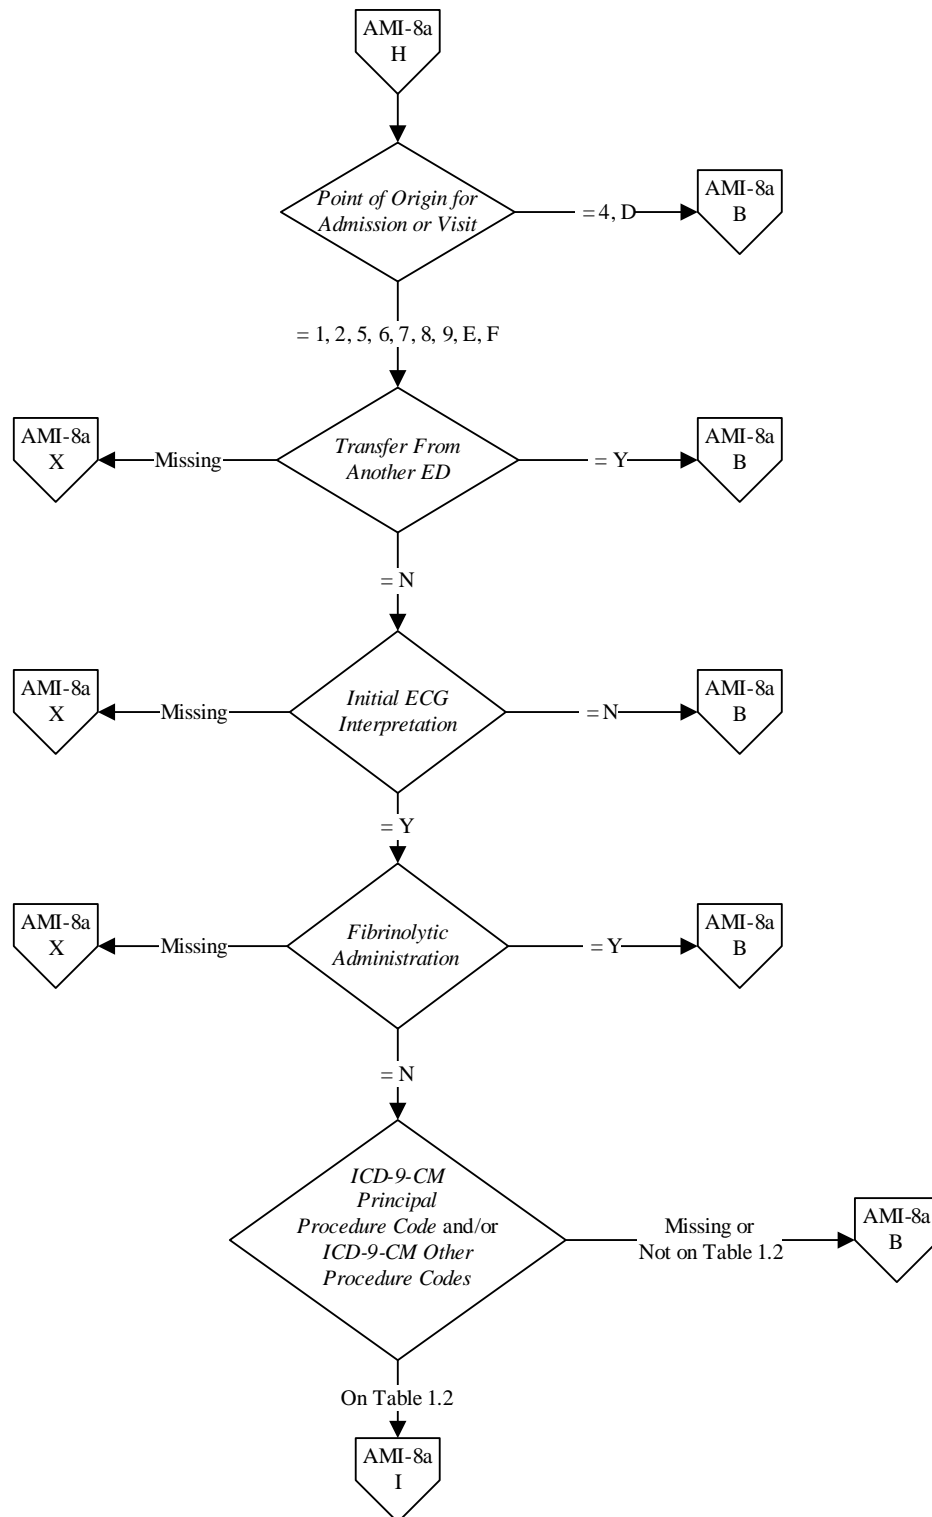 AMI-8a
H
Point of Origin for
Admission or Visit
= 4, D
AMI-8a
B
= 1, 2, 5, 6, 7, 8, 9, E, F
AMI-8a
X
Missing
Transfer From
Another ED
= Y
AMI-8a
B
= N
AMI-8a
X
Missing
Initial ECG
Interpretation
= N
AMI-8a
B
= Y
AMI-8a
X
Missing
Fibrinolytic
Administration
= Y
AMI-8a
B
= N
ICD-9-CM
Principal
Procedure Code and/or
ICD-9-CM Other
Procedure Codes
Missing or
Not on Table 1.2
AMI-8a
B
On Table 1.2
AMI-8a
I